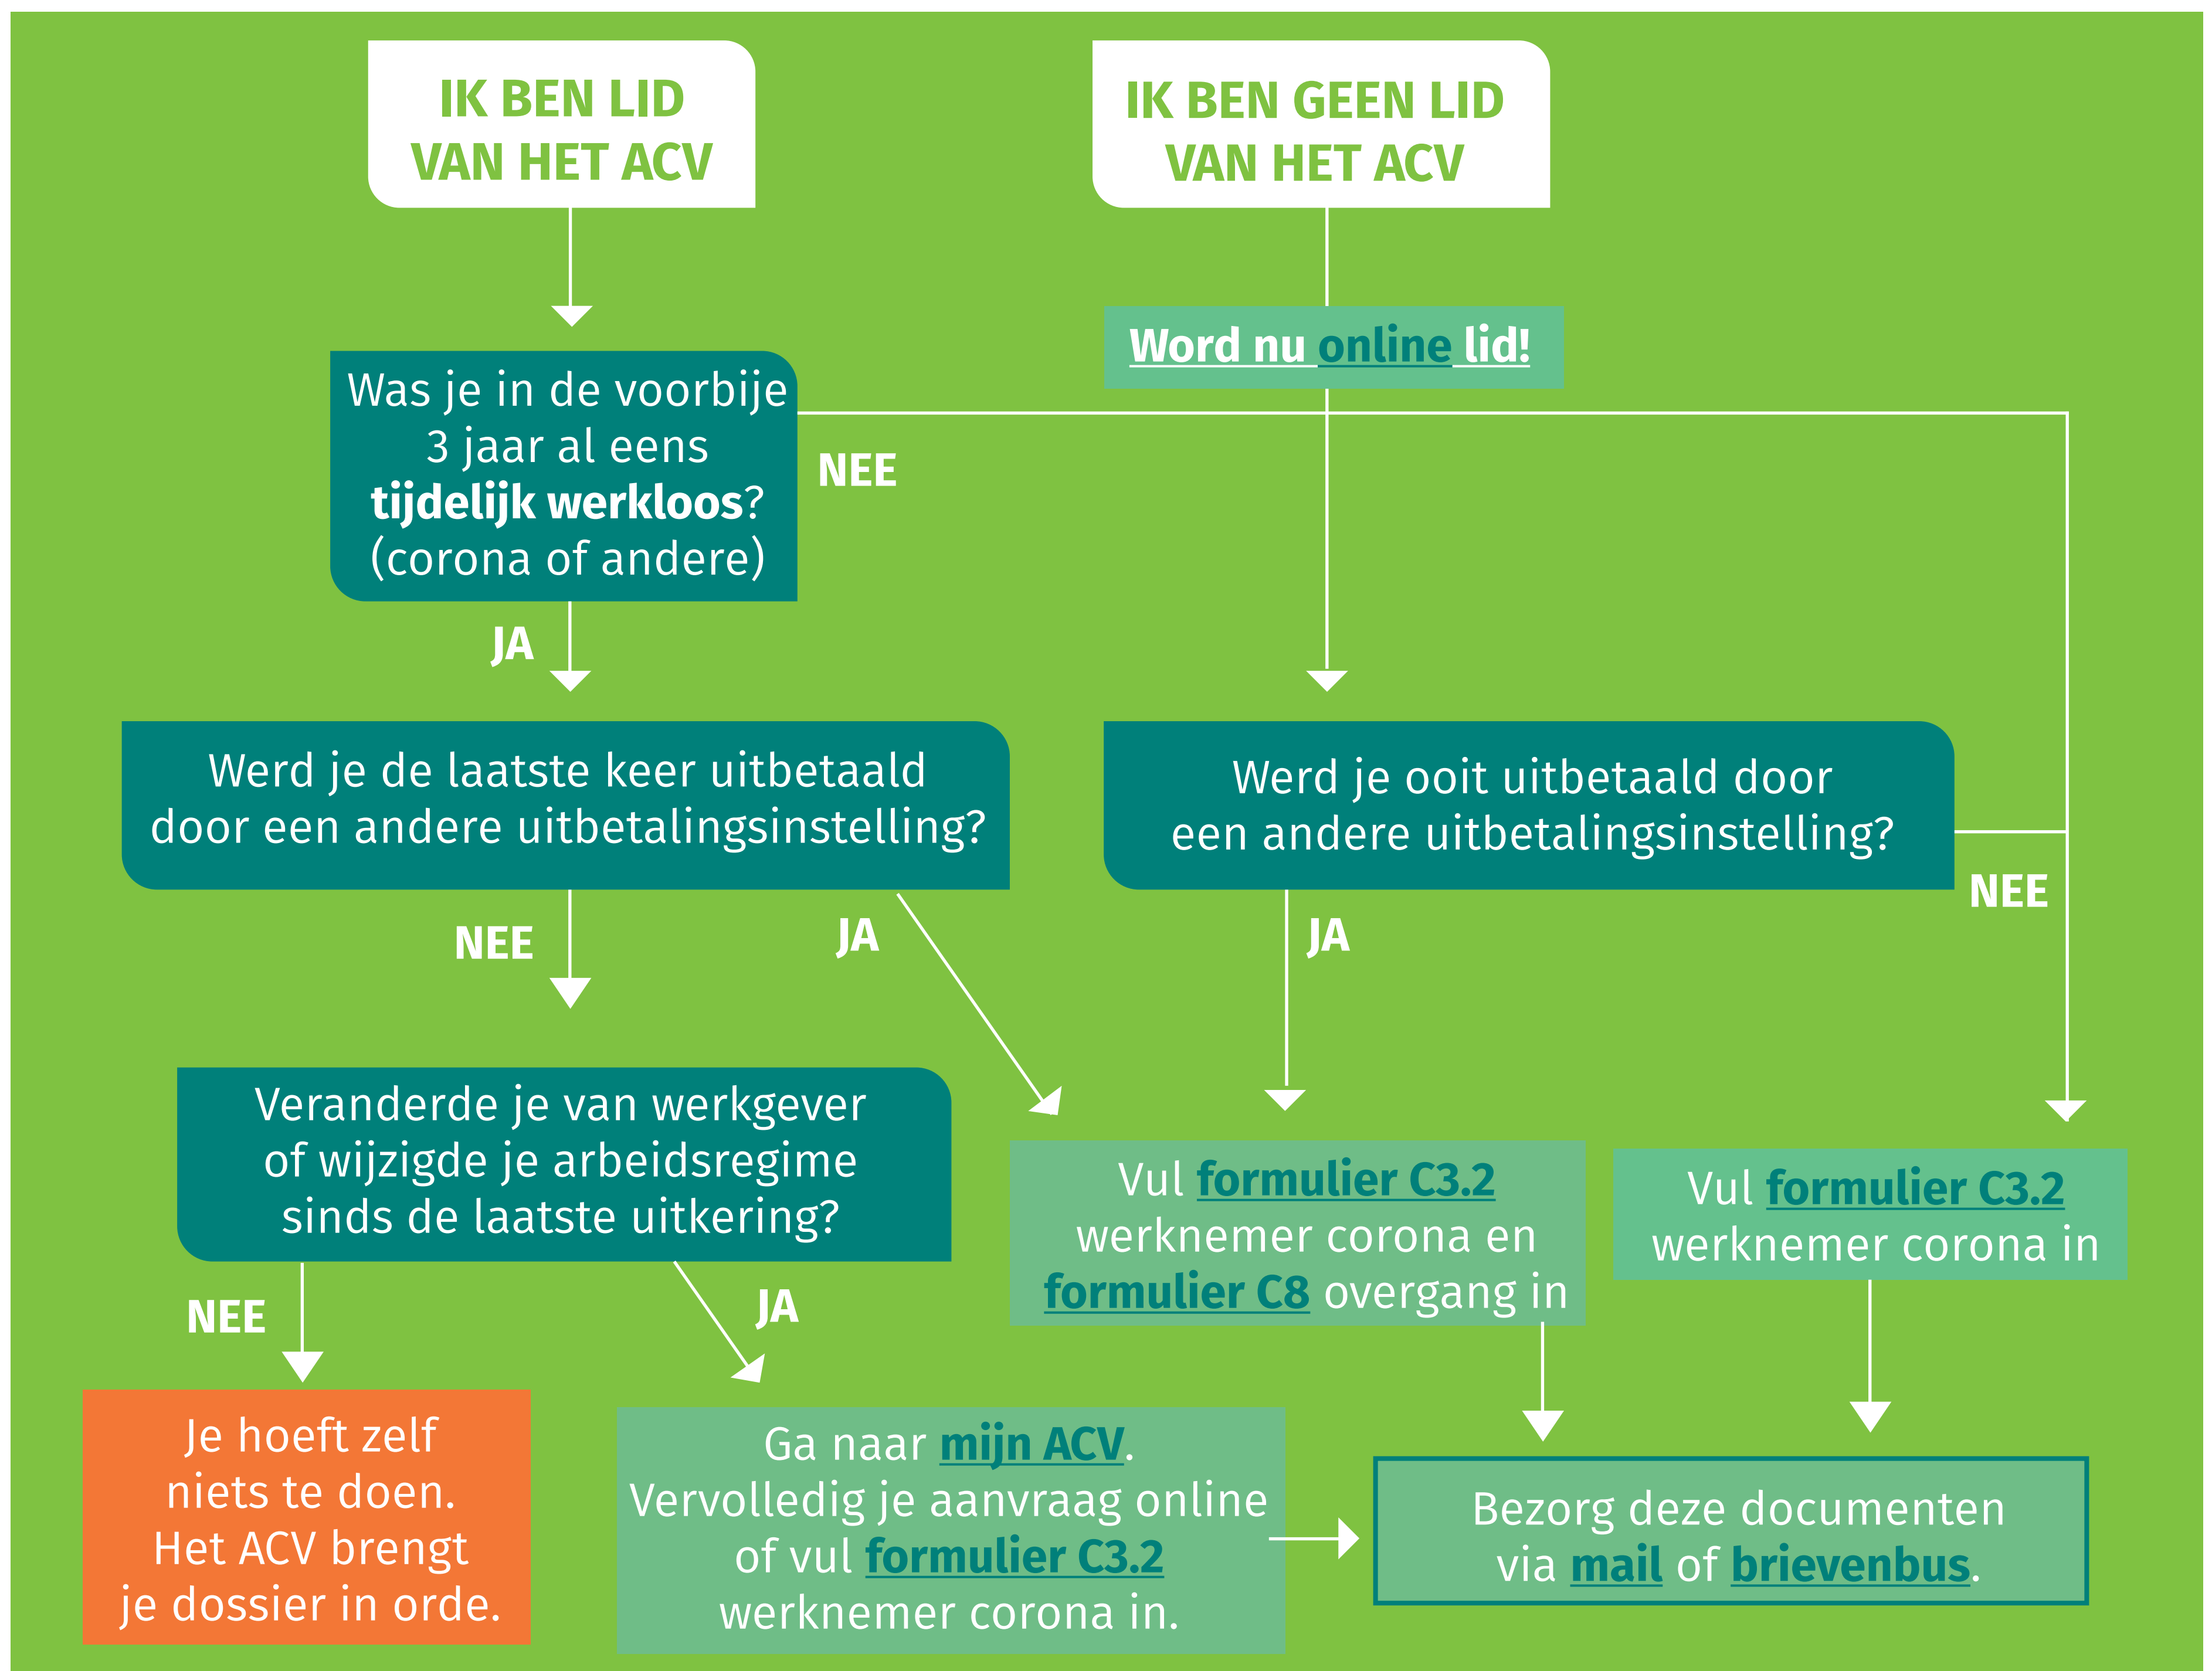 IK BEN LID
VAN HET ACV
IK BEN GEEN LID
VAN HET ACV
Word nu online lid!
Was je in de voorbije
3 jaar al eens
tijdelijk werkloos?
(corona of andere)
NEE
JA
Werd je de laatste keer uitbetaald
door een andere uitbetalingsinstelling?
Werd je ooit uitbetaald door
een andere uitbetalingsinstelling?
NEE
NEE
JA
JA
Veranderde je van werkgever
of wijzigde je arbeidsregime
sinds de laatste uitkering?
Vul formulier C3.2
werknemer corona en
formulier C8 overgang in
Vul formulier C3.2
werknemer corona in
NEE
JA
Je hoeft zelf
niets te doen.
Het ACV brengt
je dossier in orde.
Ga naar mijn ACV.
Vervolledig je aanvraag online
of vul formulier C3.2
werknemer corona in.
Bezorg deze documenten
via mail of brievenbus.